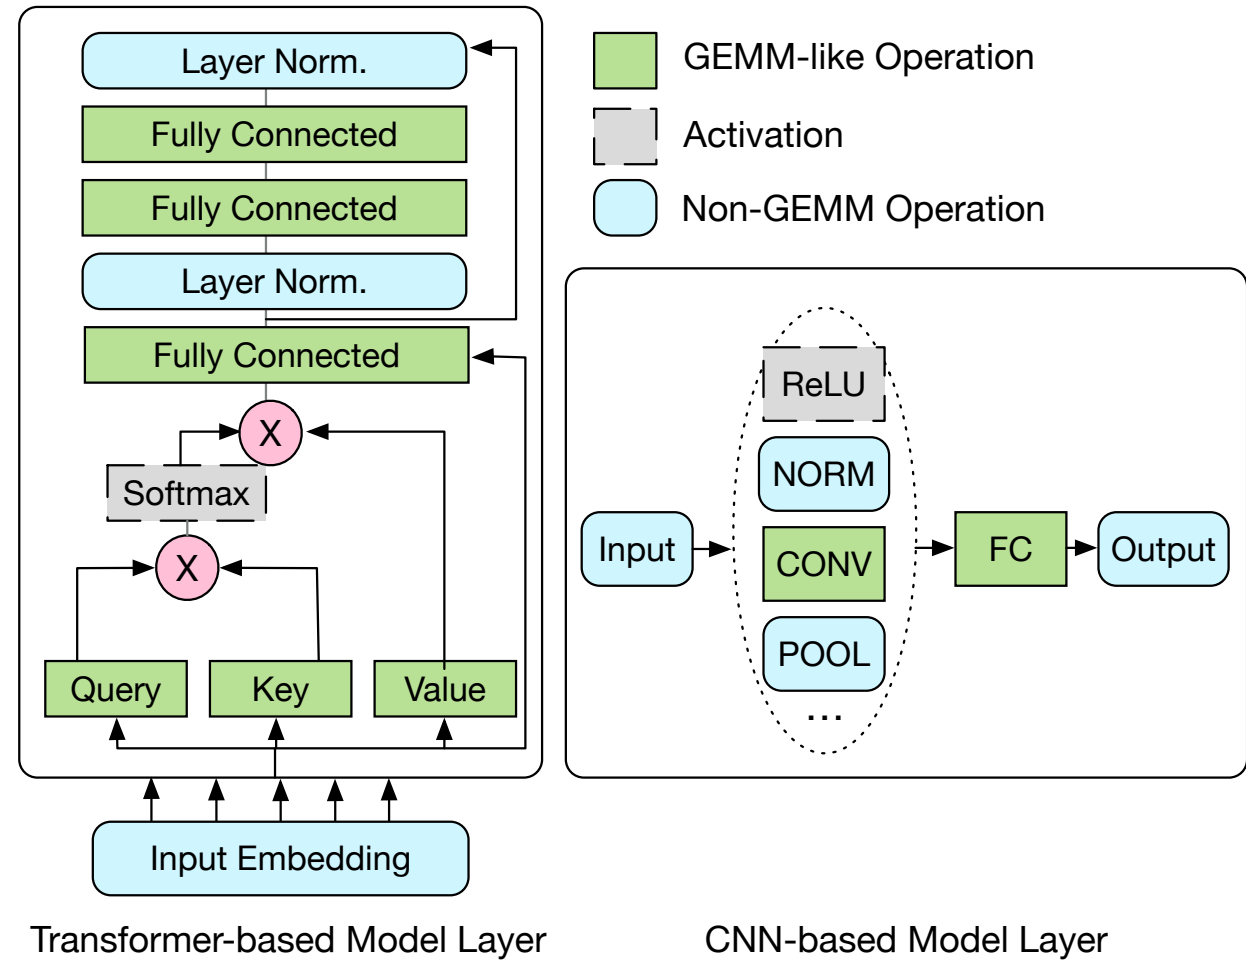 Layer Norm.
Fully Connected
Fully Connected
Layer Norm.
Fully Connected
X
Softmax
X
Query
Key
Value
Input Embedding
Transformer-based Model Layer
GEMM-like Operation
Activation
Non-GEMM Operation
ReLU
NORM
Input
CONV
FC
Output
POOL
...
CNN-based Model Layer